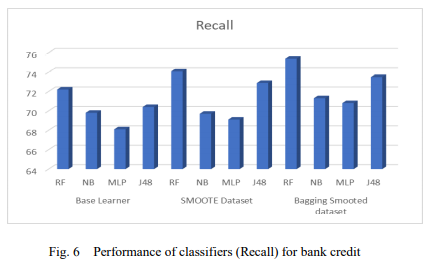 Recall
76
74
72
70
68
66
64
RF NB MLP J48 RF NB MLP J48 RF NB MLP J48
Base Learner SMOOTE Dataset Bagging Smooted
dataset
Fig. 6 Performance of classifiers (Recall) for bank credit